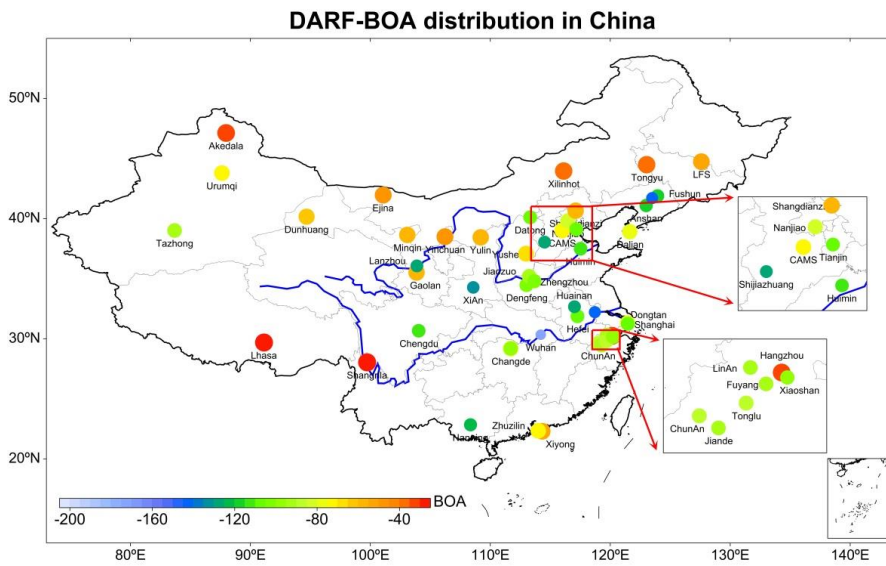 DARF-BOA distribution in China
50ºN
40ºN
30ºN
20ºN
80ºE
90ºE
100ºE
110ºE
120ºE
130ºE
140ºE
Akedala
Urumqi
Tazhong
Dunhuang
Ejina
Minqin
Yinchuan
Yulin
Lanzhou
Gaolan
XiAn
Xilinhot
Tongyu
LFS
Fushun
Anshan
Dalian
Datong
CAMS
Yushe
Huimin
Jiaozuo
Zhengzhou
Dengfeng
Huainan
Hefei
Dongtan
Shanghai
ChunAn
Wuhan
Changde
Chengdu
Lhasa
Shangrila
Nanning
Zhuzilin
Xiyong
Shangdianzi
Nanjiao
CAMS
Tianjin
Shijiazhuang
Huimin
Hangzhou
LinAn
Fuyang
Xiaoshan
Tonglu
ChunAn
Jiande
BOA
-200
-160
-120
-80
-40